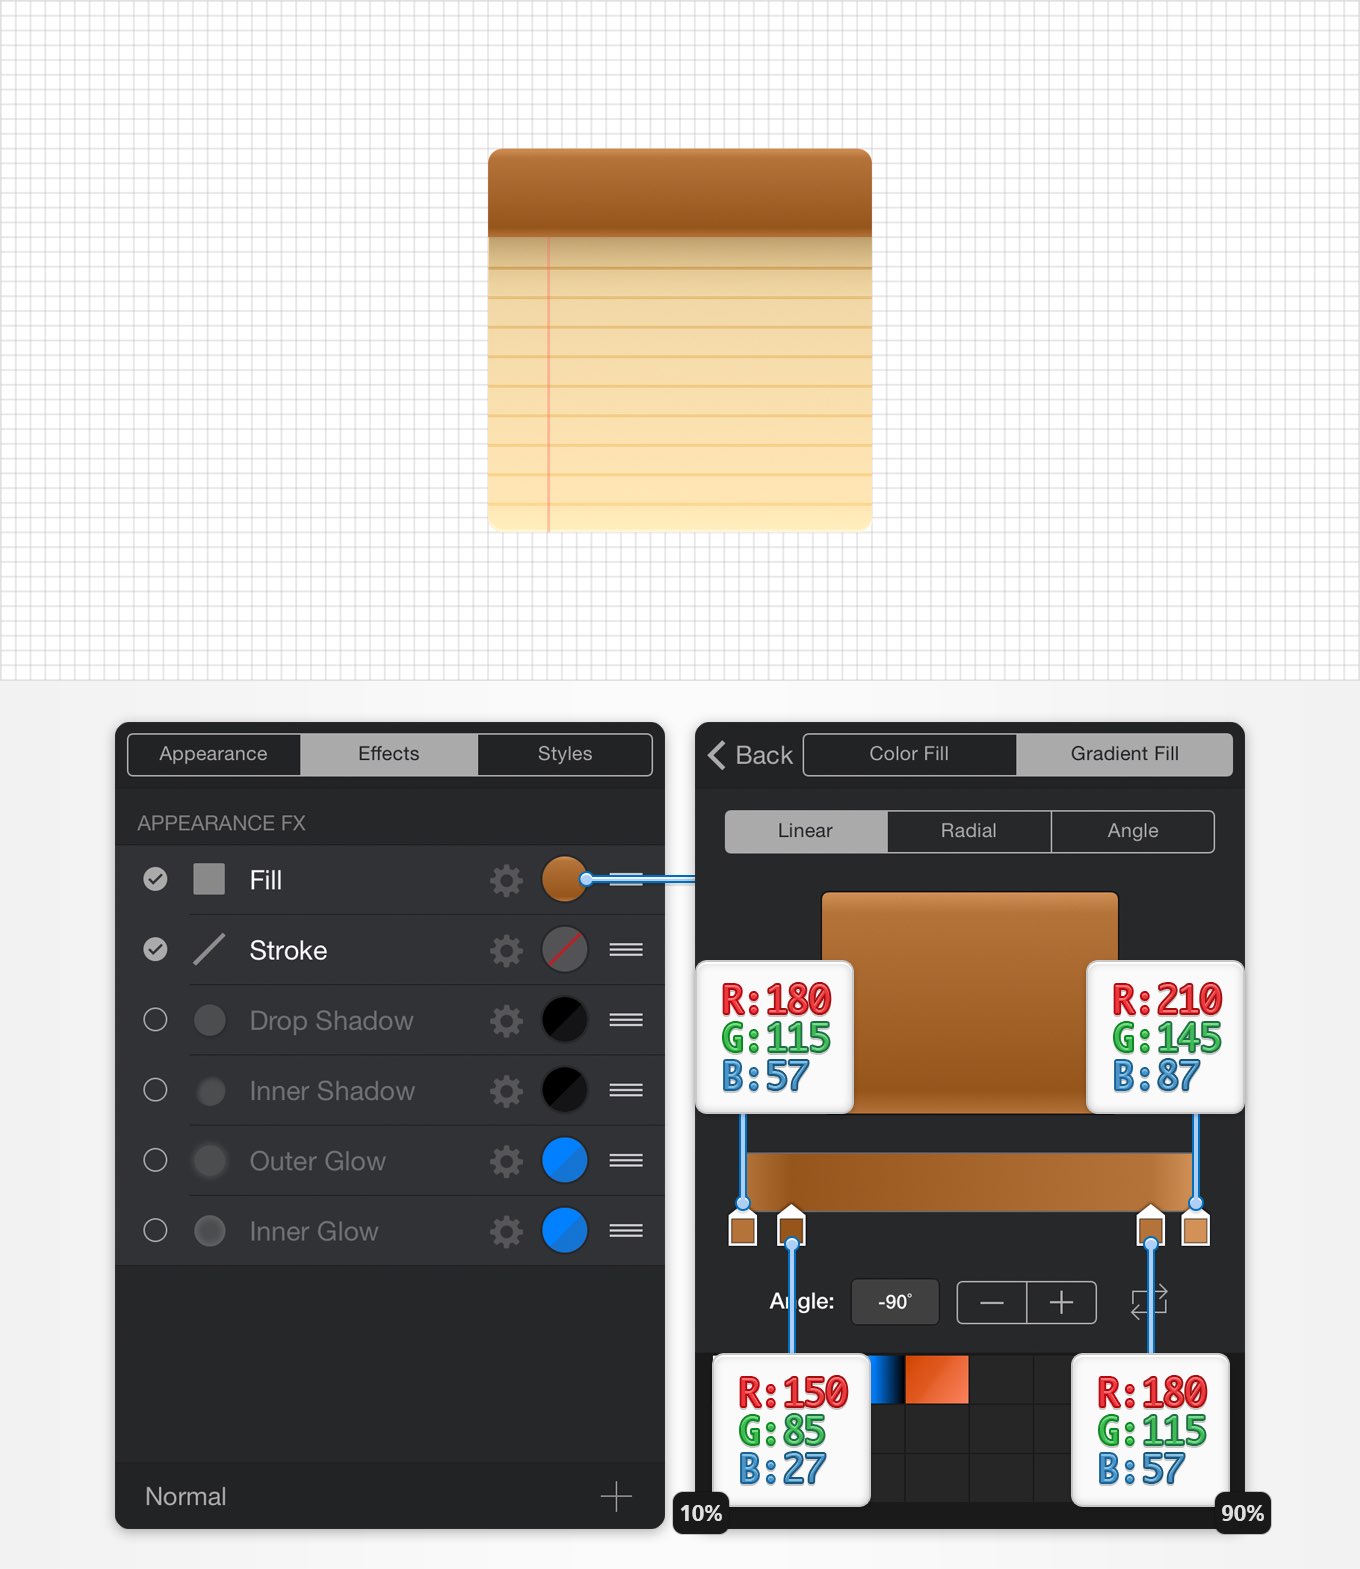 Appearance
Effects
Styles
APPEARANCE FX
Fill
Stroke
Drop Shadow
Inner Shadow
Outer Glow
Inner Glow
Normal
Back
Color Fill
Gradient Fill
Linear
Radial
Angle
R:180
G:115
B:57
R:210
G:145
B:87
Angle:
-90°
R:150
G:85
B:27
10%
R:180
G:115
B:57
90%